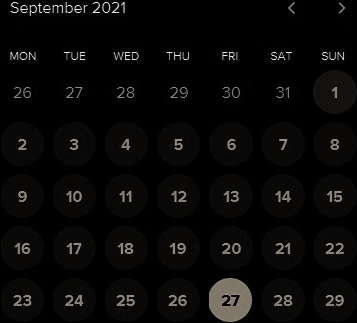 September 2021
MON TUE WED THU FRI SAT SUN
26 27 28 29 30 31 1
2 3 4 5 6 7 8
9 10 11 12 13 14 15
16 17 18 19 20 21 22
23 24 25 26 27 28 29